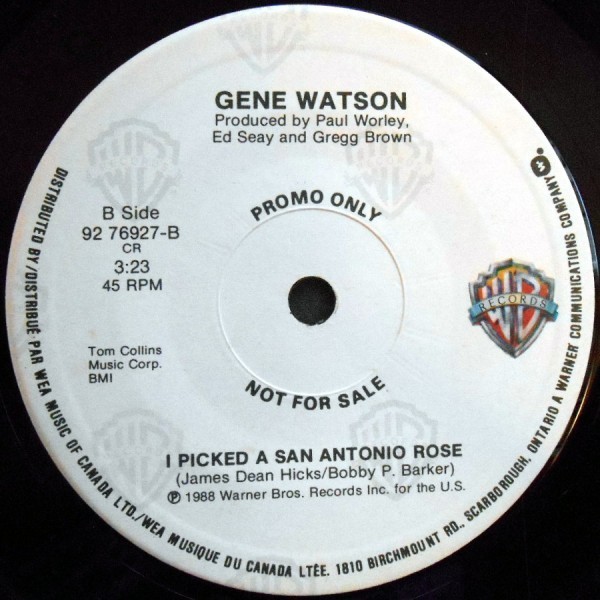 GENE WATSON
Produced by Paul Worley,
Ed Seay and Gregg Brown
PROMO ONLY
B Side
92 76927-B
CR
3:23
45 RPM
WB
RECORDS
Tom Collins
Music Corp.
BMI
NOT FOR SALE
I PICKED A SAN ANTONIO ROSE
(James Dean Hicks/Bobby P. Barker)
℗ 1988 Warner Bros. Records Inc. for the U.S.
DISTRIBUTED BY/DISTRIBUÉ PAR WEA MUSIC OF CANADA LTD./WEA MUSIQUE DU CANADA LTÉE. 1810 BIRCHMOUNT RD., SCARBOROUGH, ONTARIO A WARNER COMMUNICATIONS COMPANY